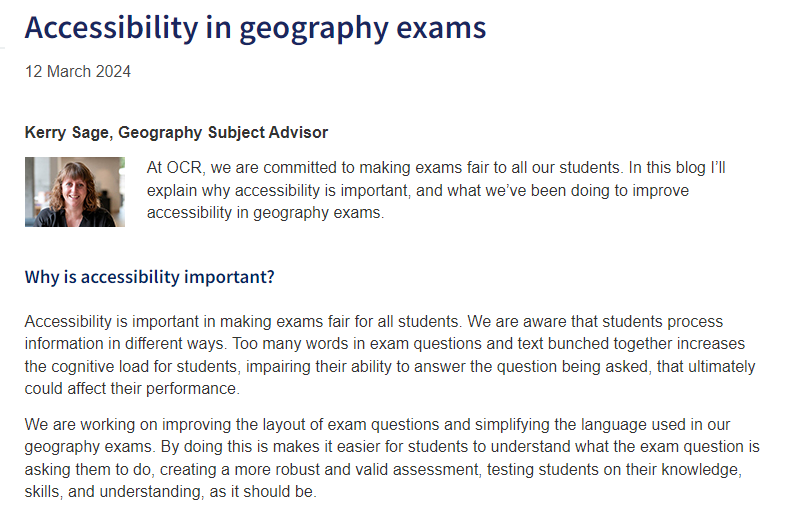 Accessibility in geography exams
12 March 2024
Kerry Sage, Geography Subject Advisor
At OCR, we are committed to making exams fair to all our students. In this blog I’ll
explain why accessibility is important, and what we’ve been doing to improve
accessibility in geography exams.
Why is accessibility important?
Accessibility is important in making exams fair for all students. We are aware that students process
information in different ways. Too many words in exam questions and text bunched together increases
the cognitive load for students, impairing their ability to answer the question being asked, that ultimately
could affect their performance.
We are working on improving the layout of exam questions and simplifying the language used in our
geography exams. By doing this is makes it easier for students to understand what the exam question is
asking them to do, creating a more robust and valid assessment, testing students on their knowledge,
skills, and understanding, as it should be.